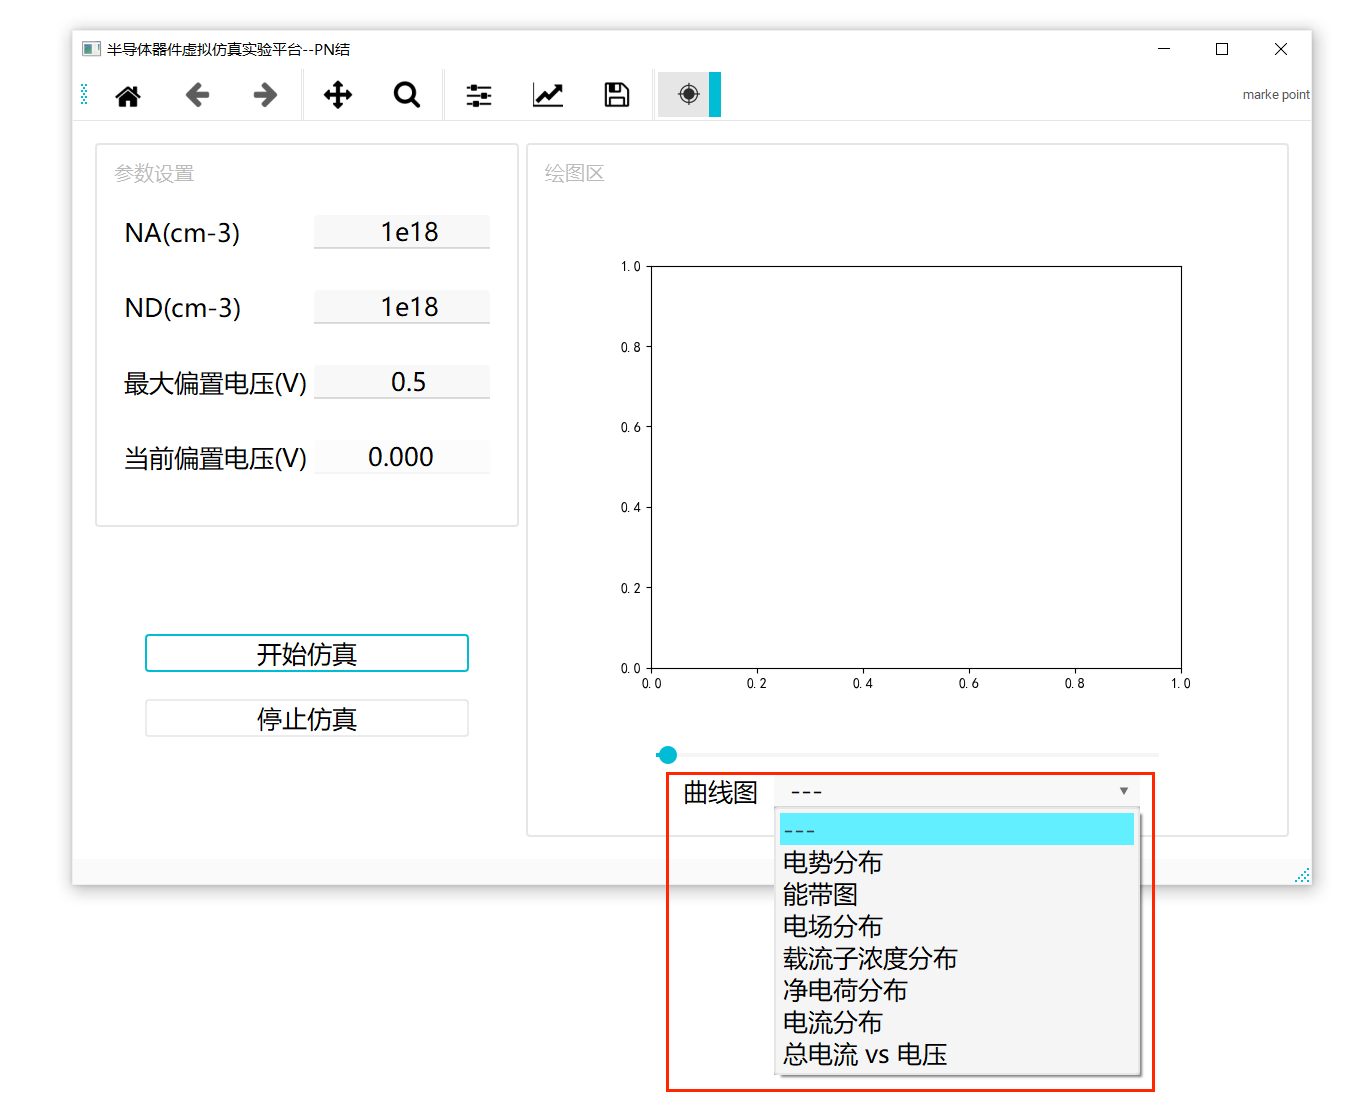 半导体器件虚拟仿真实验平台--PN结
marke point
参数设置
NA(cm-3) 1e18
ND(cm-3) 1e18
最大偏置电压(V) 0.5
当前偏置电压(V) 0.000
开始仿真
停止仿真
绘图区
1.0
0.8
0.6
0.4
0.2
0.0
0.0 0.2 0.4 0.6 0.8 1.0
曲线图 ---
---
电势分布
能带图
电场分布
载流子浓度分布
净电荷分布
电流分布
总电流 vs 电压